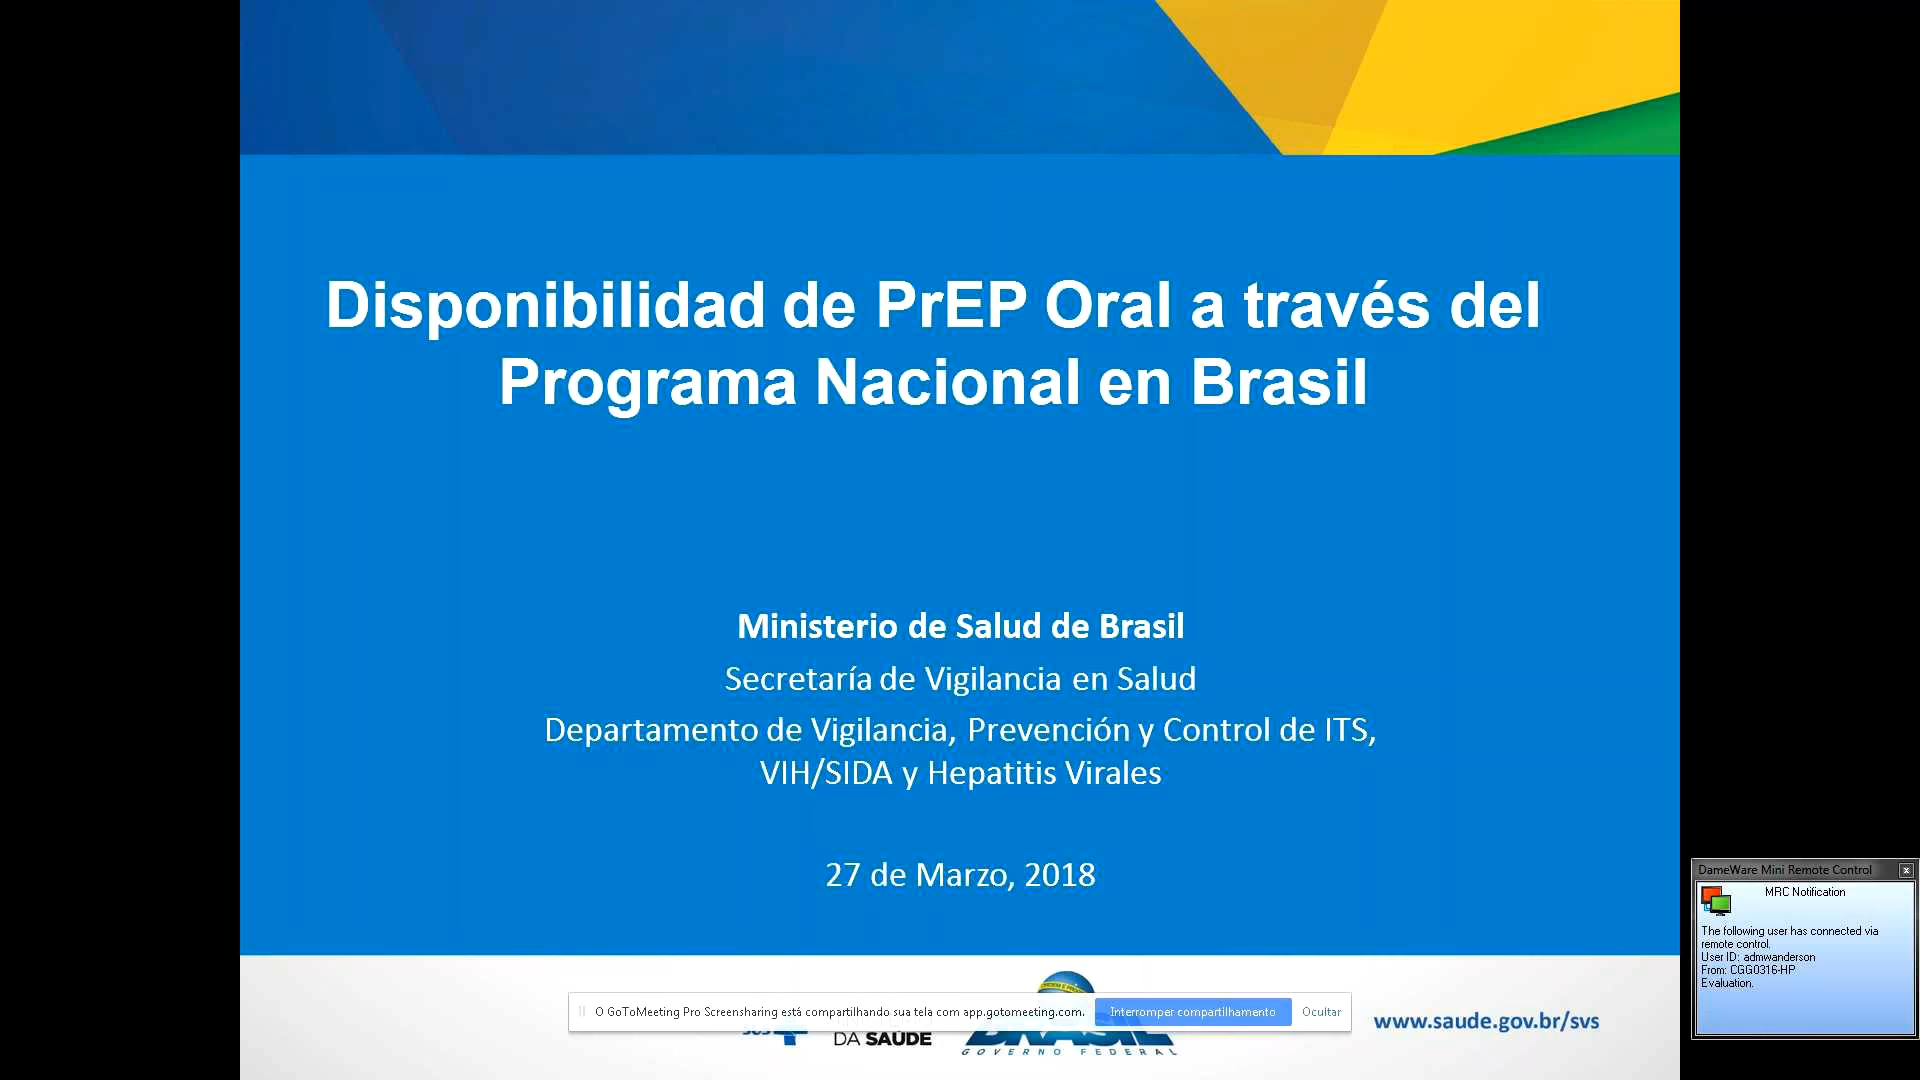 Disponibilidad de PrEP Oral a través del
Programa Nacional en Brasil
Ministerio de Salud de Brasil
Secretaría de Vigilancia en Salud
Departamento de Vigilancia, Prevención y Control de ITS,
VIH/SIDA y Hepatitis Virales
27 de Marzo, 2018
DameWare Mini Remote Control
MRC Notification
The following user has connected via
remote control.
User ID: admwanderson
From: CGG0316-HP
Evaluation.
O GoToMeeting Pro Screensharing está compartilhando sua tela com app.gotomeeting.com.
Interromper compartilhamento
Ocultar
SUS
DA SAÚDE
BRASIL
GOVERNO FEDERAL
www.saude.gov.br/svs